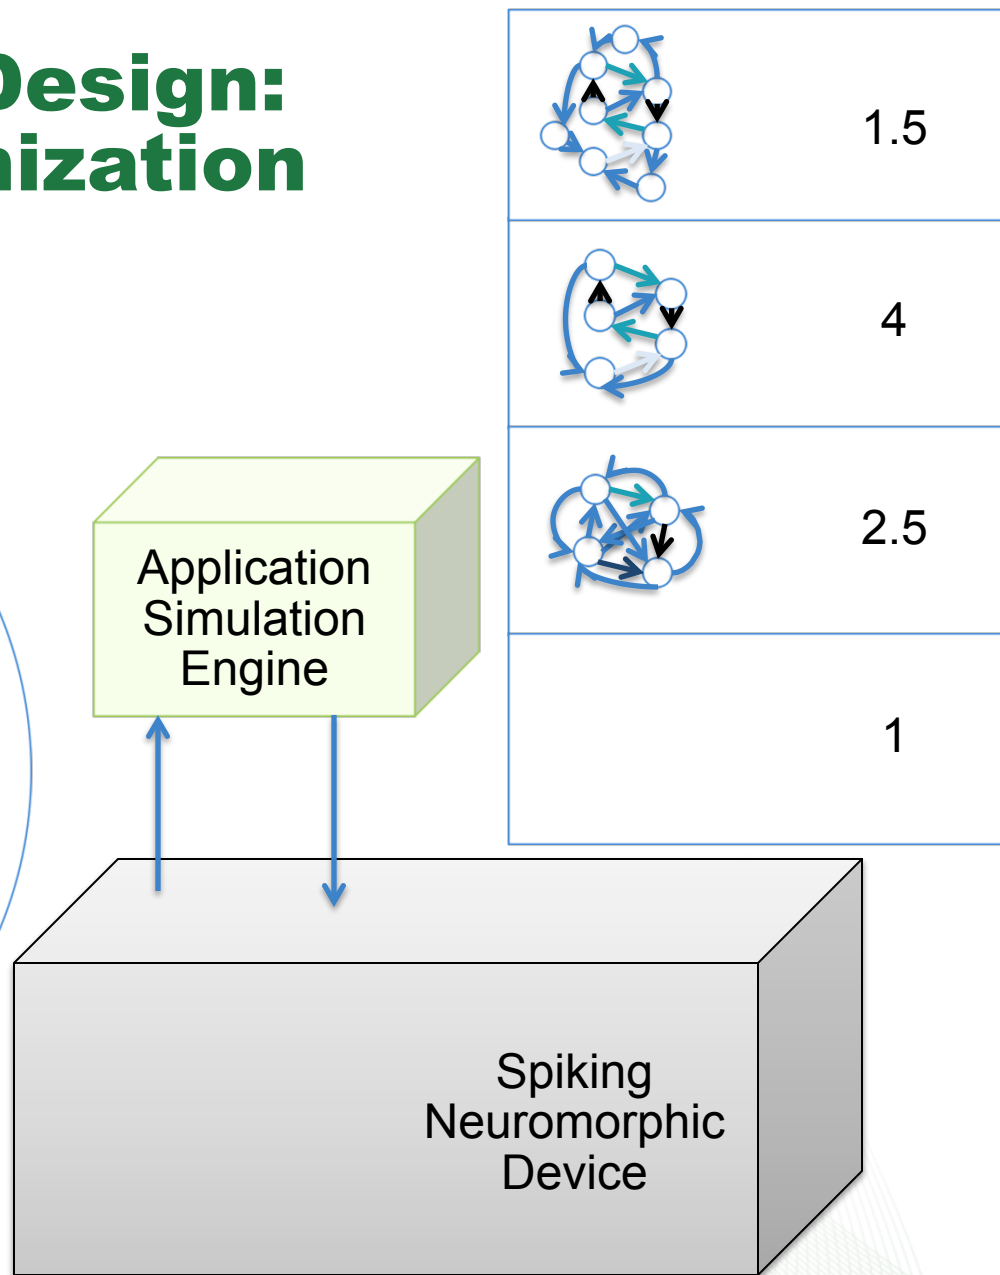 Design:
nization
1.5
4
2.5
1
Application
Simulation
Engine
Spiking
Neuromorphic
Device